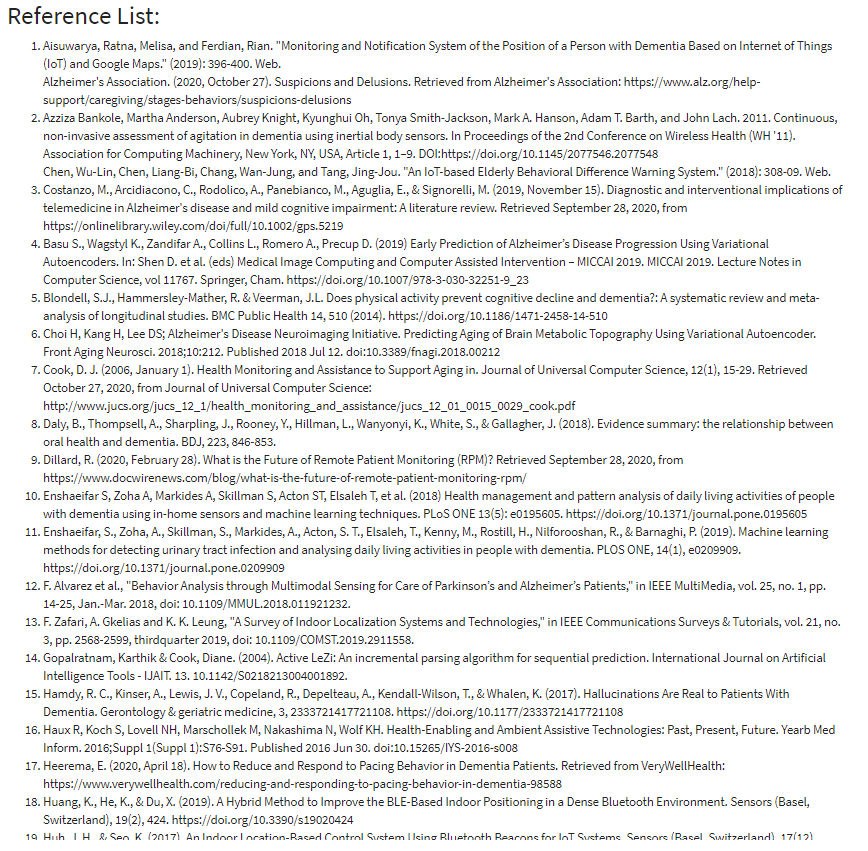 Reference List:
1. Aisuwarya, Ratna, Melisa, and Ferdian, Rian. "Monitoring and Notification System of the Position of a Person with Dementia Based on Internet of Things
(IoT) and Google Maps." (2019): 396-400. Web.
Alzheimer's Association. (2020, October 27). Suspicions and Delusions. Retrieved from Alzheimer's Association: https://www.alz.org/help-
support/caregiving/stages-behaviors/suspicions-delusions
2. Azziza Bankole, Martha Anderson, Aubrey Knight, Kyunghui Oh, Tonya Smith-Jackson, Mark A. Hanson, Adam T. Barth, and John Lach. 2011. Continuous,
non-invasive assessment of agitation in dementia using inertial body sensors. In Proceedings of the 2nd Conference on Wireless Health (WH '11).
Association for Computing Machinery, New York, NY, USA, Article 1, 1–9. DOI:https://doi.org/10.1145/2077546.2077548
Chen, Wu-Lin, Chen, Liang-Bi, Chang, Wan-Jung, and Tang, Jing-Jou. "An IoT-based Elderly Behavioral Difference Warning System." (2018): 308-09. Web.
3. Costanzo, M., Arcidiacono, C., Rodolico, A., Panebianco, M., Aguglia, E., & Signorelli, M. (2019, November 15). Diagnostic and interventional implications of
telemedicine in Alzheimer's disease and mild cognitive impairment: A literature review. Retrieved September 28, 2020, from
https://onlinelibrary.wiley.com/doi/full/10.1002/gps.5219
4. Basu S., Wagstyl K., Zandifar A., Collins L., Romero A., Precup D. (2019) Early Prediction of Alzheimer's Disease Progression Using Variational
Autoencoders. In: Shen D. et al. (eds) Medical Image Computing and Computer Assisted Intervention – MICCAI 2019. MICCAI 2019. Lecture Notes in
Computer Science, vol 11767. Springer, Cham. https://doi.org/10.1007/978-3-030-32251-9_23
5. Blondell, S.J., Hammersley-Mather, R. & Veerman, J.L. Does physical activity prevent cognitive decline and dementia?: A systematic review and meta-
analysis of longitudinal studies. BMC Public Health 14, 510 (2014). https://doi.org/10.1186/1471-2458-14-510
6. Choi H, Kang H, Lee DS; Alzheimer's Disease Neuroimaging Initiative. Predicting Aging of Brain Metabolic Topography Using Variational Autoencoder.
Front Aging Neurosci. 2018;10:212. Published 2018 Jul 12. doi:10.3389/fnagi.2018.00212
7. Cook, D. J. (2006, January 1). Health Monitoring and Assistance to Support Aging in. Journal of Universal Computer Science, 12(1), 15-29. Retrieved
October 27, 2020, from Journal of Universal Computer Science:
http://www.jucs.org/jucs_12_1/health_monitoring_and_assistance/jucs_12_01_0015_0029_cook.pdf
8. Daly, B., Thompsell, A., Sharpling, J., Rooney, Y., Hillman, L., Wanyonyi, K., White, S., & Gallagher, J. (2018). Evidence summary: the relationship between
oral health and dementia. BDJ, 223, 846-853.
9. Dillard, R. (2020, February 28). What is the Future of Remote Patient Monitoring (RPM)? Retrieved September 28, 2020, from
https://www.docwirenews.com/blog/what-is-the-future-of-remote-patient-monitoring-rpm/
10. Enshaeifar S, Zoha A, Markides A, Skillman S, Acton ST, Elsaleh T, et al. (2018) Health management and pattern analysis of daily living activities of people
with dementia using in-home sensors and machine learning techniques. PLoS ONE 13(5): e0195605. https://doi.org/10.1371/journal.pone.0195605
11. Enshaeifar, S., Zoha, A., Skillman, S., Markides, A., Acton, S. T., Elsaleh, T., Kenny, M., Rostill, H., Nilforooshan, R., & Barnaghi, P. (2019). Machine learning
methods for detecting urinary tract infection and analysing daily living activities in people with dementia. PLOS ONE, 14(1), e0209909.
https://doi.org/10.1371/journal.pone.0209909
12. F. Alvarez et al., "Behavior Analysis through Multimodal Sensing for Care of Parkinson's and Alzheimer's Patients," in IEEE MultiMedia, vol. 25, no. 1, pp.
14-25, Jan.-Mar. 2018, doi: 10.1109/MMUL.2018.011921232.
13. F. Zafari, A. Gkelias and K. K. Leung, "A Survey of Indoor Localization Systems and Technologies," in IEEE Communications Surveys & Tutorials, vol. 21, no.
3, pp. 2568-2599, thirdquarter 2019, doi: 10.1109/COMST.2019.2911558.
14. Gopalratnam, Karthik & Cook, Diane. (2004). Active LeZi: An incremental parsing algorithm for sequential prediction. International Journal on Artificial
Intelligence Tools - IJAIT. 13. 10.1142/S0218213004001892.
15. Hamdy, R. C., Kinser, A., Lewis, J. V., Copeland, R., Depelteau, A., Kendall-Wilson, T., & Whalen, K. (2017). Hallucinations Are Real to Patients With
Dementia. Gerontology & geriatric medicine, 3, 2333721417721108. https://doi.org/10.1177/2333721417721108
16. Haux R, Koch S, Lovell NH, Marschollek M, Nakashima N, Wolf KH. Health-Enabling and Ambient Assistive Technologies: Past, Present, Future. Yearb Med
Inform. 2016;Suppl 1(Suppl 1):S76-S91. Published 2016 Jun 30. doi:10.15265/IYS-2016-s008
17. Heerema, E. (2020, April 18). How to Reduce and Respond to Pacing Behavior in Dementia Patients. Retrieved from VeryWellHealth:
https://www.verywellhealth.com/reducing-and-responding-to-pacing-behavior-in-dementia-98588
18. Huang, K., He, K., & Du, X. (2019). A Hybrid Method to Improve the BLE-Based Indoor Positioning in a Dense Bluetooth Environment. Sensors (Basel,
Switzerland), 19(2), 424. https://doi.org/10.3390/s19020424
19. Huh, J. H., & Seo, K. (2017). An Indoor Location-Based Control System Using Bluetooth Beacons for IoT Systems. Sensors (Basel, Switzerland), 17(12)